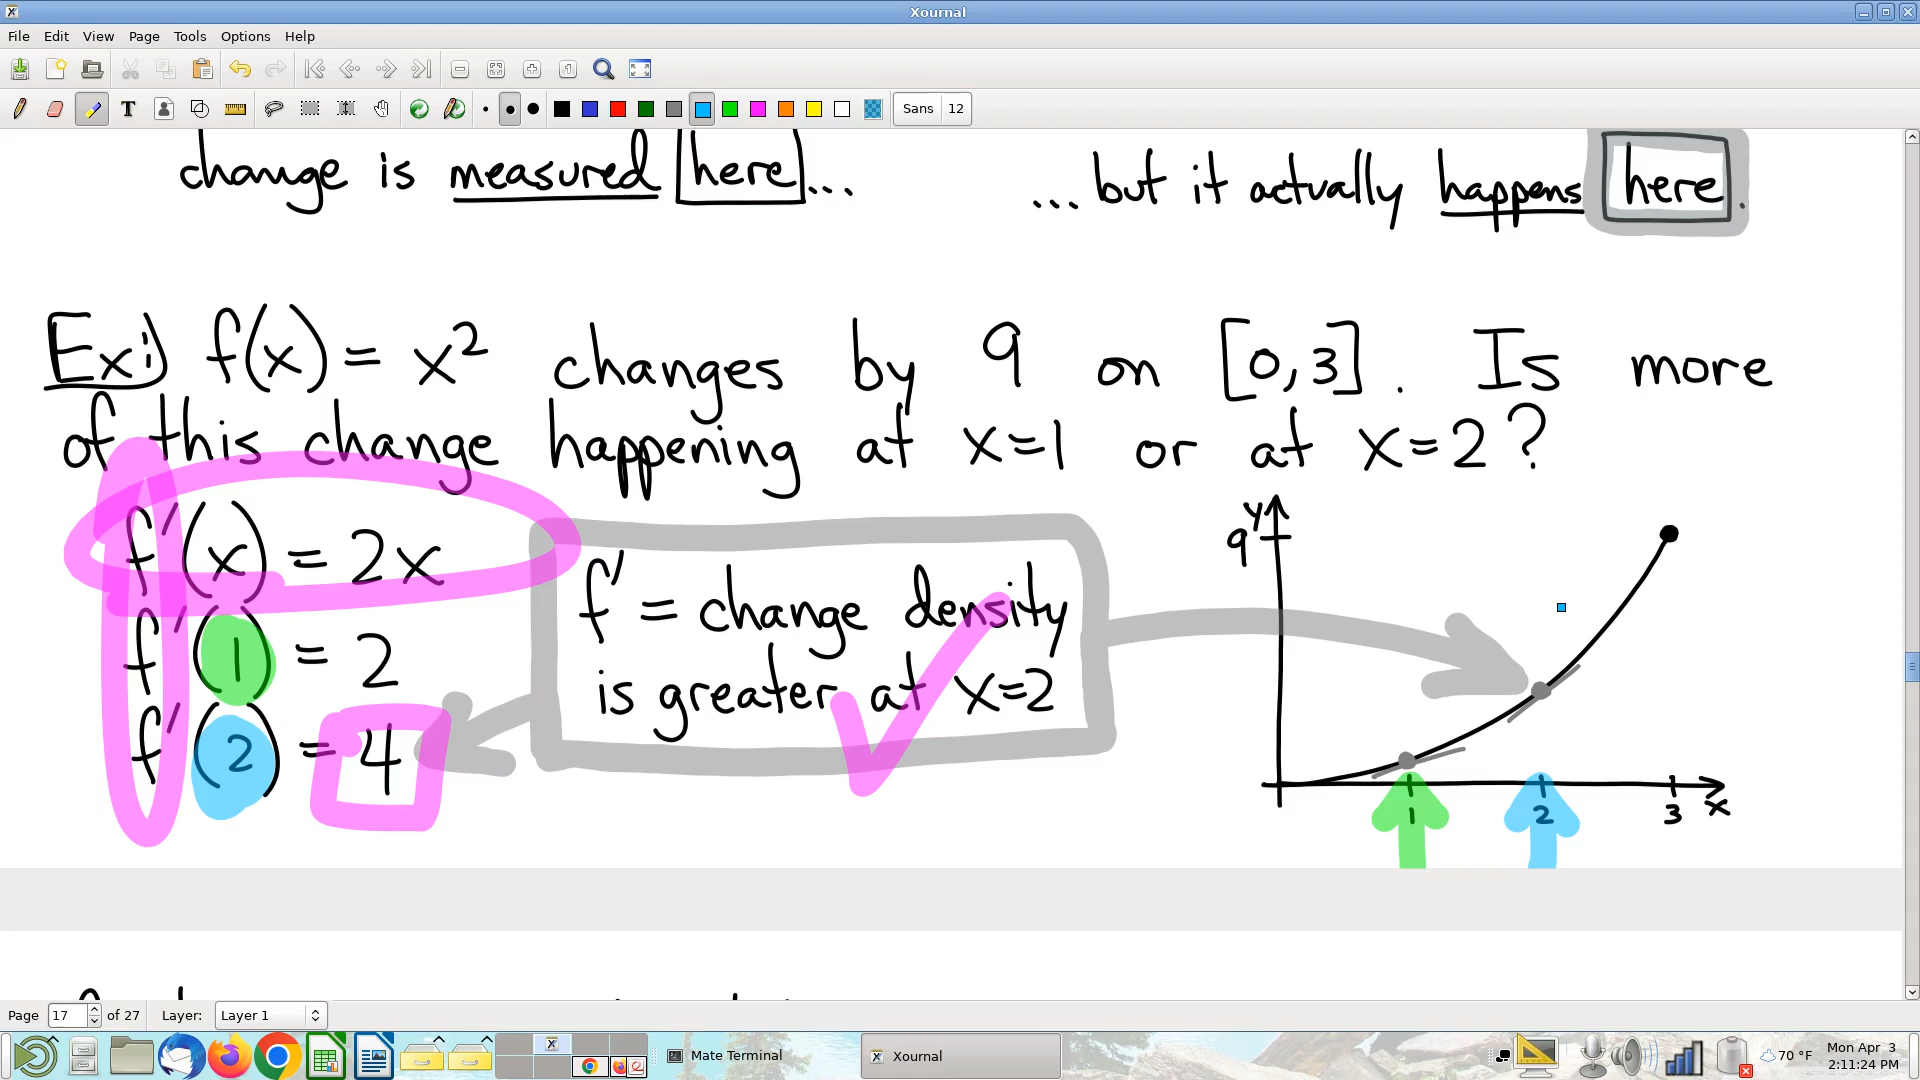 Xournal
File Edit View Page Tools Options Help
Sans 12
change is measured here... ...but it actually happens here.
Ex: f(x) = x² changes by 9 on [0,3]. Is more
of this change happening at x=1 or at x=2?
f'(x) = 2x
f'(1) = 2
f'(2) = 4
f' = change density
is greater at x=2
y
9
1 2 3 x
Page 17 of 27 Layer: Layer 1
Mate Terminal Xournal 70 °F Mon Apr 3
2:11:24 PM